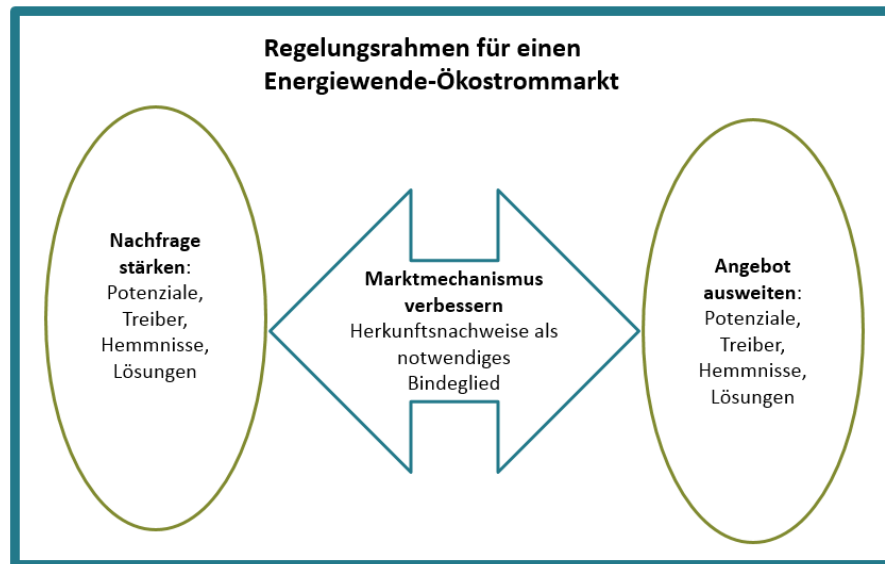 Regelungsrahmen für einen
Energiewende-Ökostrommarkt
Nachfrage
stärken:
Potenziale,
Treiber,
Hemmnisse,
Lösungen
Marktmechanismus
verbessern
Herkunftsnachweise als
notwendiges
Bindeglied
Angebot
ausweiten:
Potenziale,
Treiber,
Hemmnisse,
Lösungen